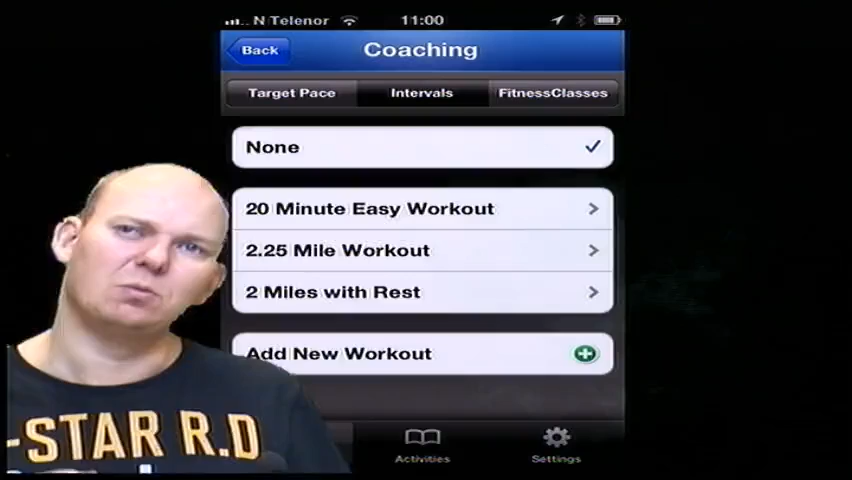 N Telenor 11:00
Back Coaching
Target Pace Intervals FitnessClasses
None
20 Minute Easy Workout
2.25 Mile Workout
2 Miles with Rest
Add New Workout
-STAR R.D
Activities Settings